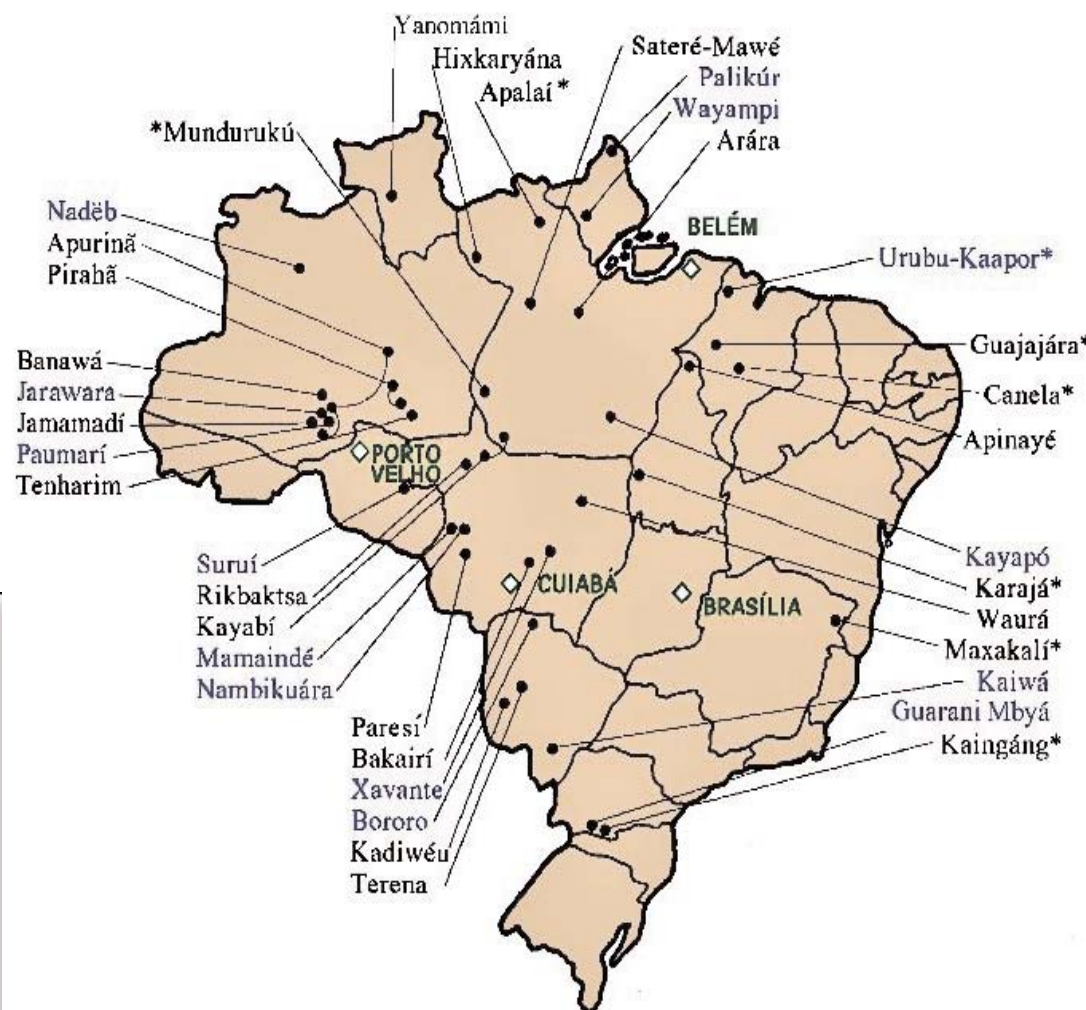 Yanomámi
Hixkaryána
Apalaí *
*Mundurukú
Sateré-Mawé
Palikúr
Wayampi
Arára
Nadëb
Apurinã
Pirahã
BELÉM
Urubu-Kaapor*
Banawá
Jarawara
Jamamadí
Paumarí
Tenharim
Guajajára*
Canela*
Apinayé
PORTO
VELHO
Suruí
Rikbaktsa
Kayabí
Mamaindé
Nambikuára
CUIABÁ
BRASÍLIA
Kayapó
Karajá*
Waurá
Maxakalí*
Kaiwá
Guarani Mbyá
Kaingáng*
Paresí
Bakairí
Xavante
Bororo
Kadiwéu
Terena